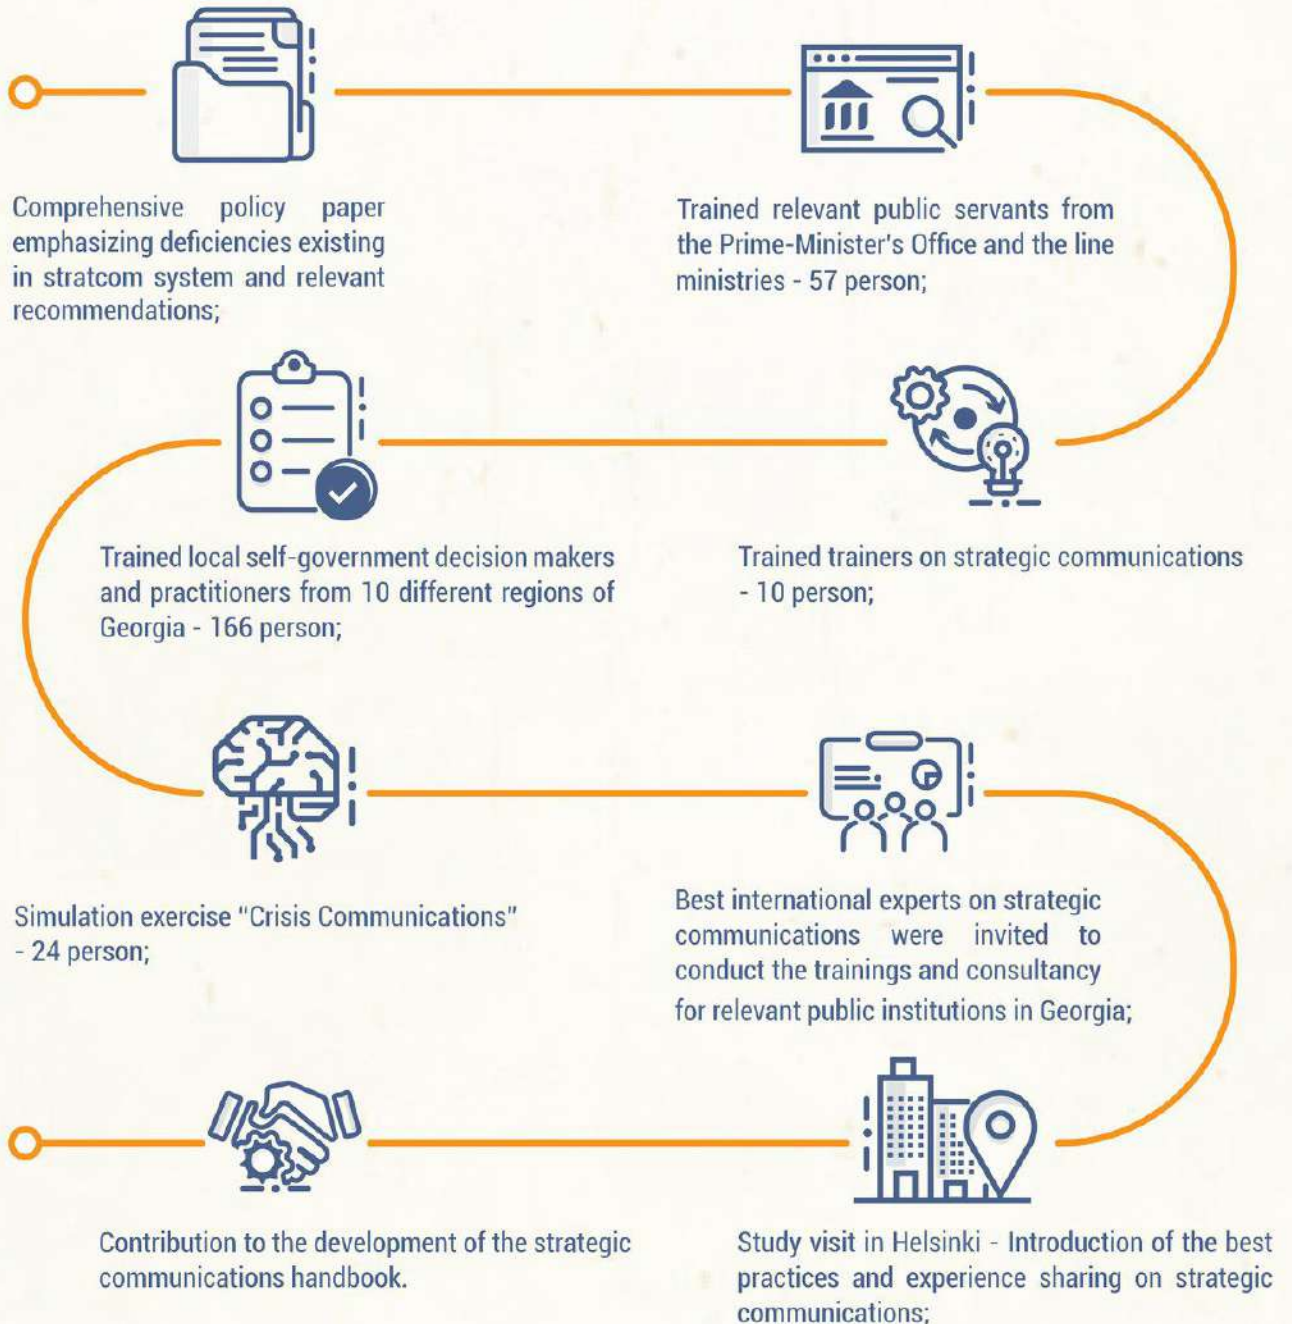 Comprehensive policy paper
emphasizing deficiencies existing
in stratcom system and relevant
recommendations;
Trained relevant public servants from
the Prime-Minister's Office and the line
ministries - 57 person;
Trained trainers on strategic communications
- 10 person;
Trained local self-government decision makers
and practitioners from 10 different regions of
Georgia - 166 person;
Simulation exercise “Crisis Communications”
- 24 person;
Best international experts on strategic
communications were invited to
conduct the trainings and consultancy
for relevant public institutions in Georgia;
Study visit in Helsinki - Introduction of the best
practices and experience sharing on strategic
communications;
Contribution to the development of the strategic
communications handbook.